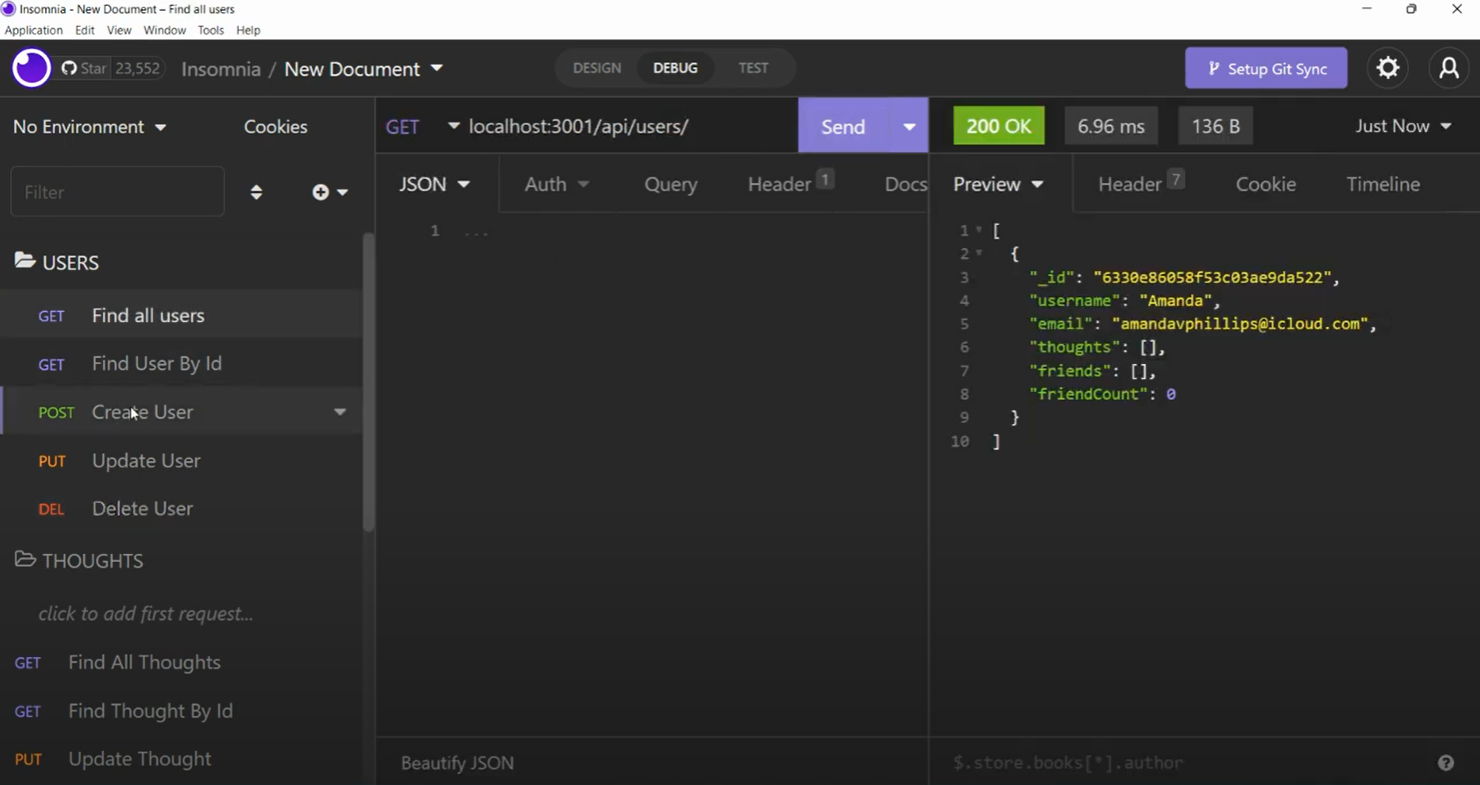 Insomnia - New Document – Find all users
Application Edit View Window Tools Help
Star 23,552 Insomnia / New Document DESIGN DEBUG TEST Setup Git Sync
No Environment Cookies
Filter
USERS
GET Find all users
GET Find User By Id
POST Create User
PUT Update User
DEL Delete User
THOUGHTS
click to add first request...
GET Find All Thoughts
GET Find Thought By Id
PUT Update Thought
GET localhost:3001/api/users/ Send
JSON Auth Query Header 1 Docs
1 ...
Beautify JSON
200 OK 6.96 ms 136 B Just Now
Preview Header 7 Cookie Timeline
1 [
2 {
3 "_id": "6330e86058f53c03ae9da522",
4 "username": "Amanda",
5 "email": "amandavphillips@icloud.com",
6 "thoughts": [],
7 "friends": [],
8 "friendCount": 0
9 }
10 ]
$.store.books[*].author